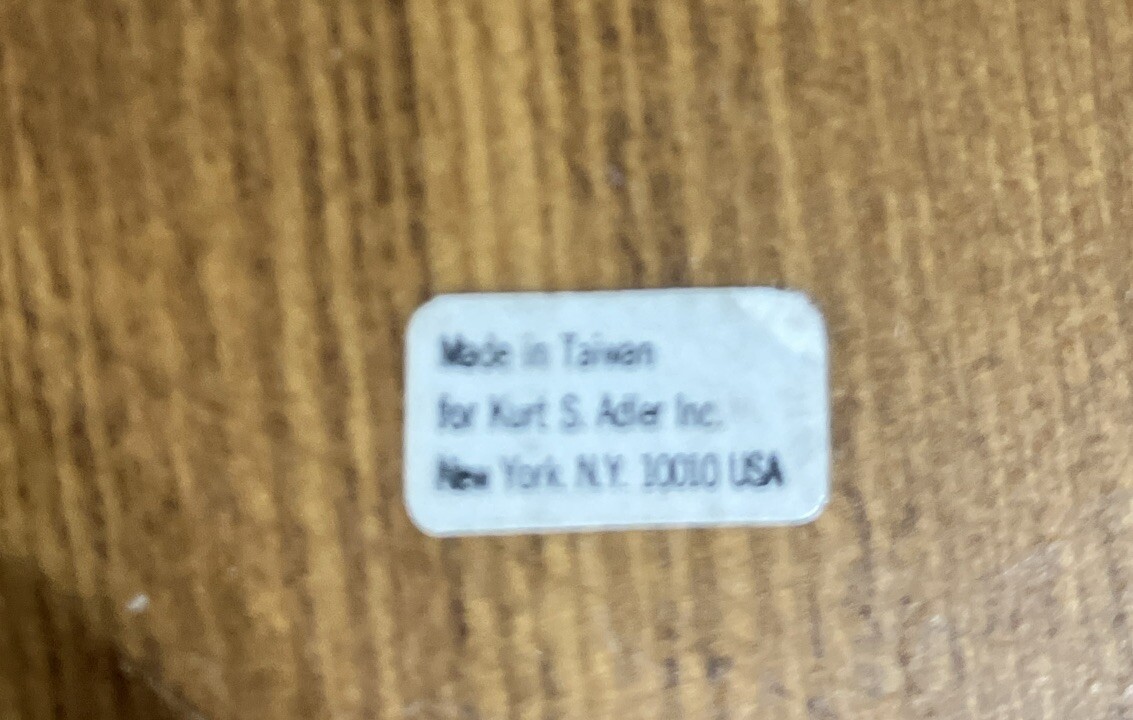 Made in Taiwan
for Kurt S. Adler Inc.
New York N.Y. 10010 USA